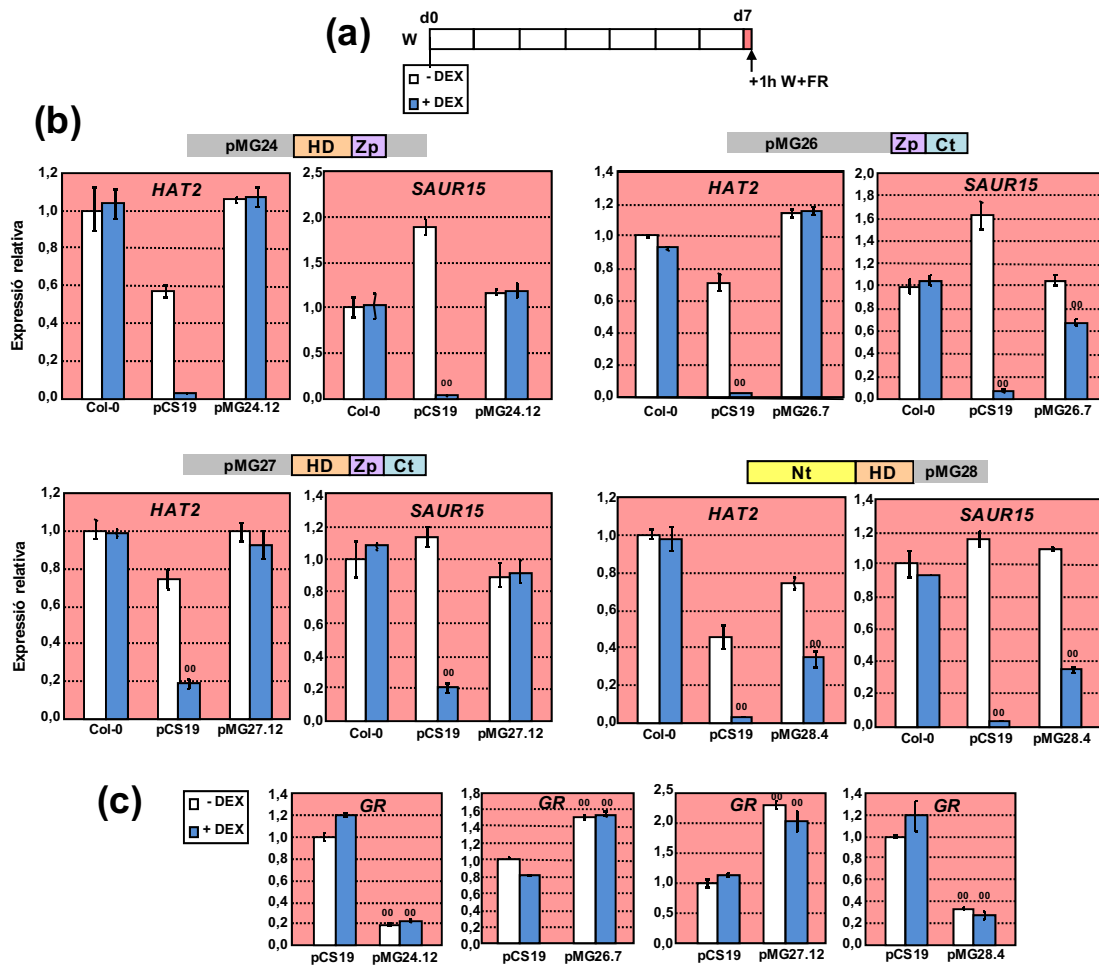 (a)
d0 d7
W
- DEX
+ DEX
+1h W+FR
(b)
pMG24 HD Zp
pMG26 Zp Ct
Expressió relativa
HAT2
1,2
1,0
0,8
0,6
0,4
0,2
0,0
Col-0 pCS19 pMG24.12
SAUR15
2,5
2,0
1,5
1,0
0,5
0,0
oo
Col-0 pCS19 pMG24.12
HAT2
1,4
1,2
1,0
0,8
0,6
0,4
0,2
0,0
oo
Col-0 pCS19 pMG26.7
SAUR15
2,0
1,8
1,6
1,4
1,2
1,0
0,8
0,6
0,4
0,2
0,0
oo oo
Col-0 pCS19 pMG26.7
pMG27 HD Zp Ct
Nt HD pMG28
Expressió relativa
HAT2
1,2
1,0
0,8
0,6
0,4
0,2
0,0
oo
Col-0 pCS19 pMG27.12
SAUR15
1,4
1,2
1,0
0,8
0,6
0,4
0,2
0,0
oo
Col-0 pCS19 pMG27.12
HAT2
1,2
1,0
0,8
0,6
0,4
0,2
0,0
oo oo
Col-0 pCS19 pMG28.4
SAUR15
1,4
1,2
1,0
0,8
0,6
0,4
0,2
0,0
oo oo
Col-0 pCS19 pMG28.4
(c)
- DEX
+ DEX
GR
1,4
1,2
1,0
0,8
0,6
0,4
0,2
0,0
oo oo
pCS19 pMG24.12
GR
1,8
1,6
1,4
1,2
1,0
0,8
0,6
0,4
0,2
0,0
oo oo
pCS19 pMG26.7
GR
2,5
2,0
1,5
1,0
0,5
0,0
oo oo
pCS19 pMG27.12
GR
1,4
1,2
1,0
0,8
0,6
0,4
0,2
0,0
oo oo
pCS19 pMG28.4